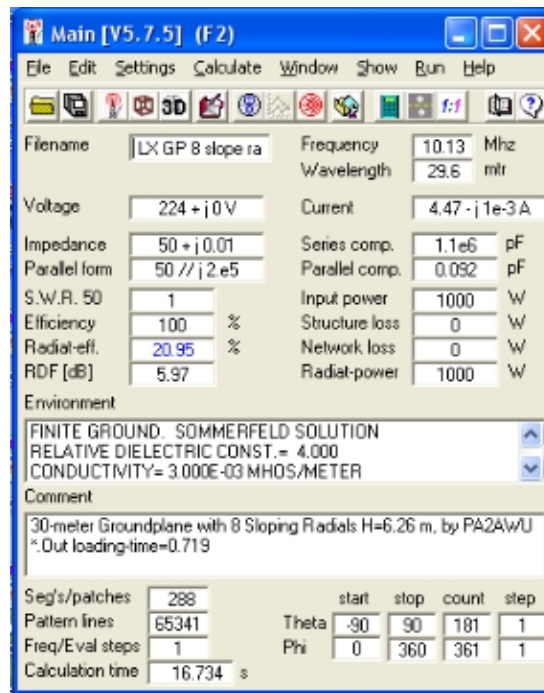 Main [V5.7.5] (F2)
File Edit Settings Calculate Window Show Run Help
3D 1:1
Filename LX GP 8 slope ra Frequency 10.13 Mhz
Wavelength 29.6 mtr
Voltage 224 + j 0 V Current 4.47 - j 1e-3 A
Impedance 50 + j 0.01 Series comp. 1.1e6 pF
Parallel form 50 // j 2.e5 Parallel comp. 0.092 pF
S.W.R. 50 1 Input power 1000 W
Efficiency 100 % Structure loss 0 W
Radiat-eff. 20.95 % Network loss 0 W
RDF [dB] 5.97 Radiat-power 1000 W
Environment
FINITE GROUND. SOMMERFELD SOLUTION
RELATIVE DIELECTRIC CONST.= 4.000
CONDUCTIVITY= 3.000E-03 MHOS/METER
Comment
30-meter Groundplane with 8 Sloping Radials H=6.26 m, by PA2AWU
*.Out loading-time=0.719
Seg's/patches 288 start stop count step
Pattern lines 65341 Theta -90 90 181 1
Freq/Eval steps 1 Phi 0 360 361 1
Calculation time 16.734 s